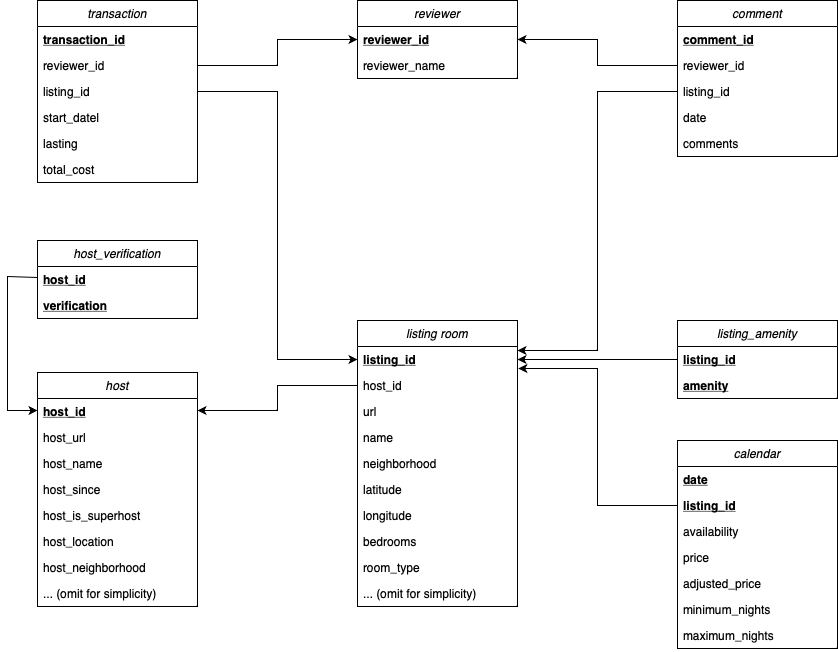 transaction
transaction_id
reviewer_id
listing_id
start_datel
lasting
total_cost
reviewer
reviewer_id
reviewer_name
comment
comment_id
reviewer_id
listing_id
date
comments
host_verification
host_id
verification
host
host_id
host_url
host_name
host_since
host_is_superhost
host_location
host_neighborhood
... (omit for simplicity)
listing room
listing_id
host_id
url
name
neighborhood
latitude
longitude
bedrooms
room_type
... (omit for simplicity)
listing_amenity
listing_id
amenity
calendar
date
listing_id
availability
price
adjusted_price
minimum_nights
maximum_nights